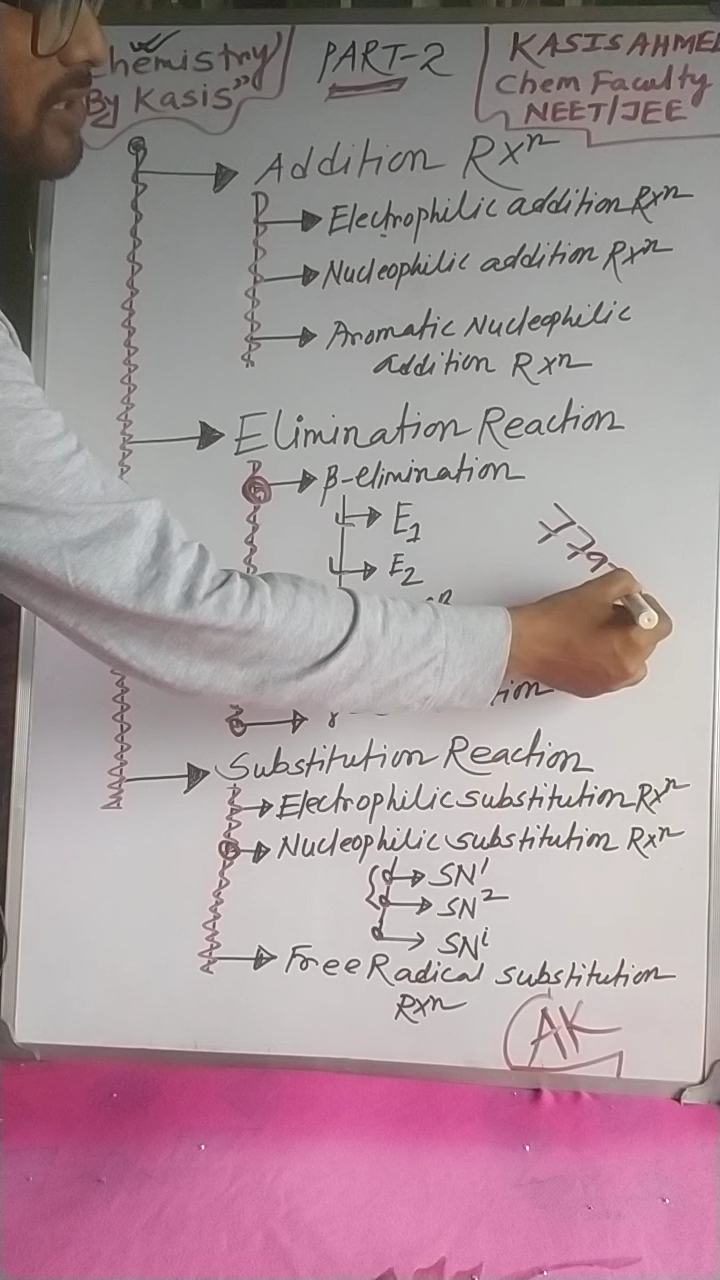 Chemistry
By Kasis"
PART-2
KASIS AHMED
Chem Faculty
NEET/JEE
Addition Rxⁿ
Electrophilic addition Rxⁿ
Nucleophilic addition Rxⁿ
Aromatic Nucleophilic
addition Rxⁿ
Elimination Reaction
β-elimination
E₁
E₂
779
Substitution Reaction
Electrophilic substitution Rxⁿ
Nucleophilic substitution Rxⁿ
SN¹
SN²
SNⁱ
Free Radical substitution
Rxn
AK